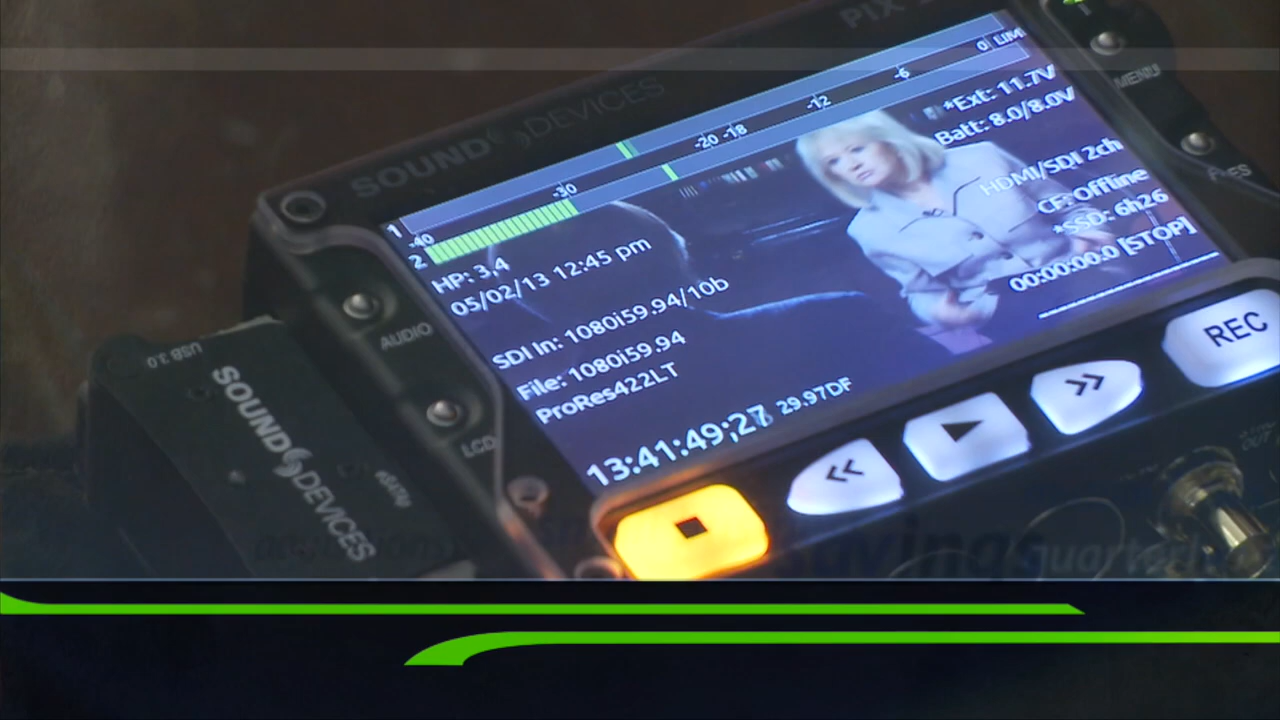 PIX
SOUND DEVICES
0 LIM
-6
-12
-20 -18
-30
1
-40
2
*Ext: 11.7V
Batt: 8.0/8.0V
MENU
HDMI/SDI 2ch
CF: Offline
*SSD: 6h26
00:00:00.0 [STOP]
HP: 3,4
05/02/13 12:45 pm
SDI In: 1080i59.94/10b
File: 1080i59.94
ProRes422LT
13:41:49;27 29.97DF
AUDIO
LCD
REC
USB 3.0
SOUND DEVICES
eSATA
savings
quarterly